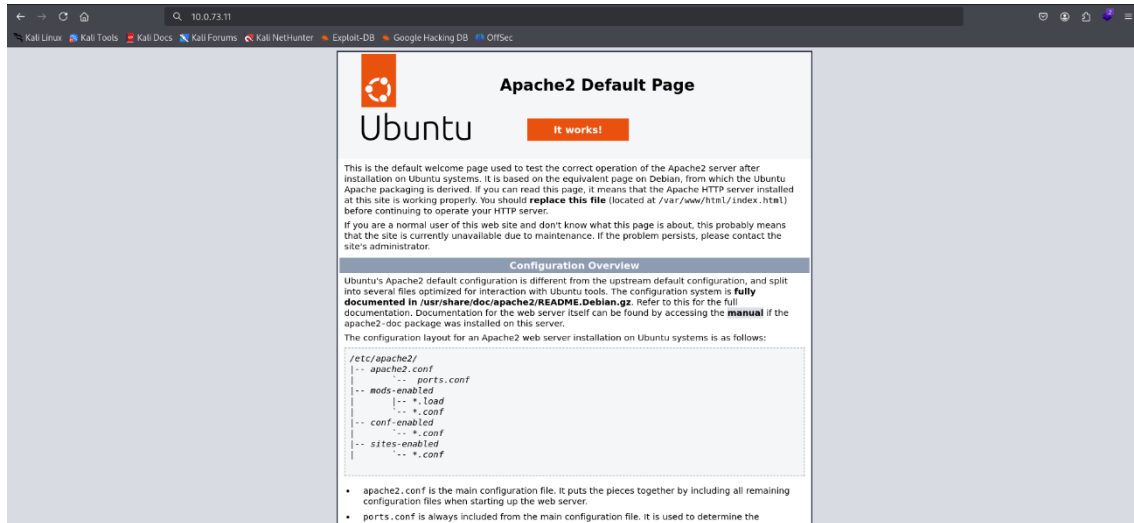 10.0.73.11
Kali Linux Kali Tools Kali Docs Kali Forums Kali NetHunter Exploit-DB Google Hacking DB OffSec
Apache2 Default Page
Ubuntu
It works!
This is the default welcome page used to test the correct operation of the Apache2 server after
installation on Ubuntu systems. It is based on the equivalent page on Debian, from which the Ubuntu
Apache packaging is derived. If you can read this page, it means that the Apache HTTP server installed
at this site is working properly. You should replace this file (located at /var/www/html/index.html)
before continuing to operate your HTTP server.
If you are a normal user of this web site and don't know what this page is about, this probably means
that the site is currently unavailable due to maintenance. If the problem persists, please contact the
site's administrator.
Configuration Overview
Ubuntu's Apache2 default configuration is different from the upstream default configuration, and split
into several files optimized for interaction with Ubuntu tools. The configuration system is fully
documented in /usr/share/doc/apache2/README.Debian.gz. Refer to this for the full
documentation. Documentation for the web server itself can be found by accessing the manual if the
apache2-doc package was installed on this server.
The configuration layout for an Apache2 web server installation on Ubuntu systems is as follows:
/etc/apache2/
|-- apache2.conf
|       `--  ports.conf
|-- mods-enabled
|       |-- *.load
|       `-- *.conf
|-- conf-enabled
|       `-- *.conf
|-- sites-enabled
|       `-- *.conf
• apache2.conf is the main configuration file. It puts the pieces together by including all remaining
configuration files when starting up the web server.
• ports.conf is always included from the main configuration file. It is used to determine the